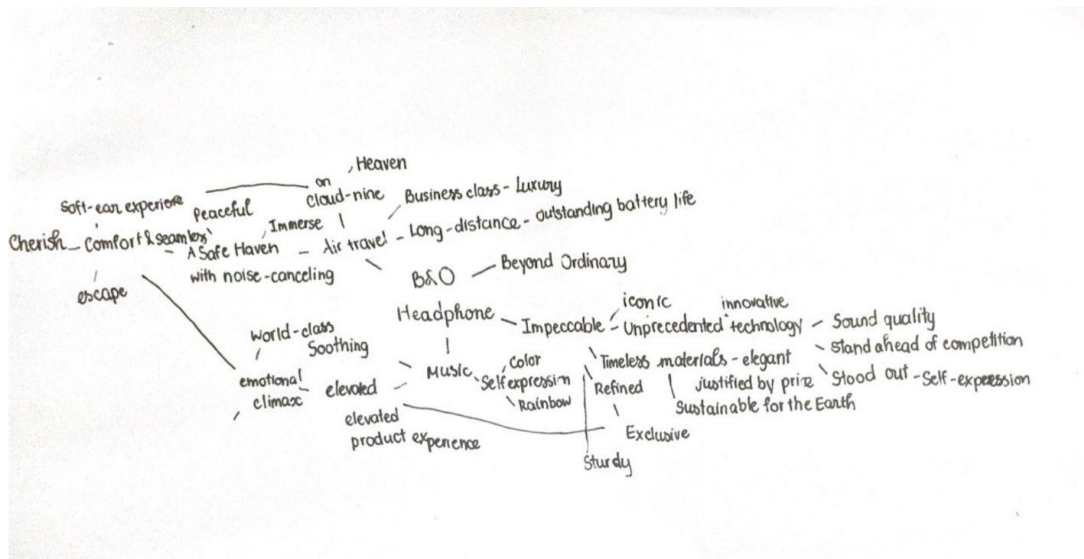 Heaven
on
cloud-nine
Business class - Luxury
Soft-ear experiere
Peaceful
Immerse
Air travel - Long-distance - outstanding battery life
Cherish - Comfort & seamless
A Safe Haven
with noise-canceling
escape
B&O
Beyond Ordinary
Headphone
Impeccable
iconic
innovative
Unprecedented technology - Sound quality
Stand ahead of competition
Stood out - Self-expression
World-class
Soothing
Music
Color
Self expression
Rainbow
Timeless materials - elegant
justified by prize
Refined
Sustainable for the Earth
emotional
climax
elevated
elevated
product experience
Exclusive
Sturdy